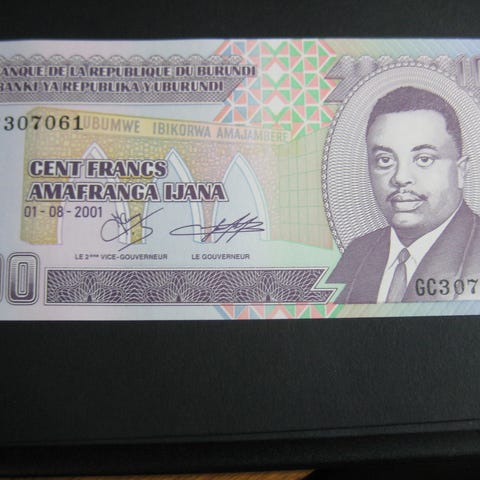 BANQUE DE LA REPUBLIQUE DU BURUNDI
BANKI YA REPUBLIKA Y'UBURUNDI
307061
UBUMWE IBIKORWA AMAJAMBERE
CENT FRANCS
AMAFRANGA IJANA
01-08-2001
LE 2ème VICE-GOUVERNEUR LE GOUVERNEUR
00
GC307